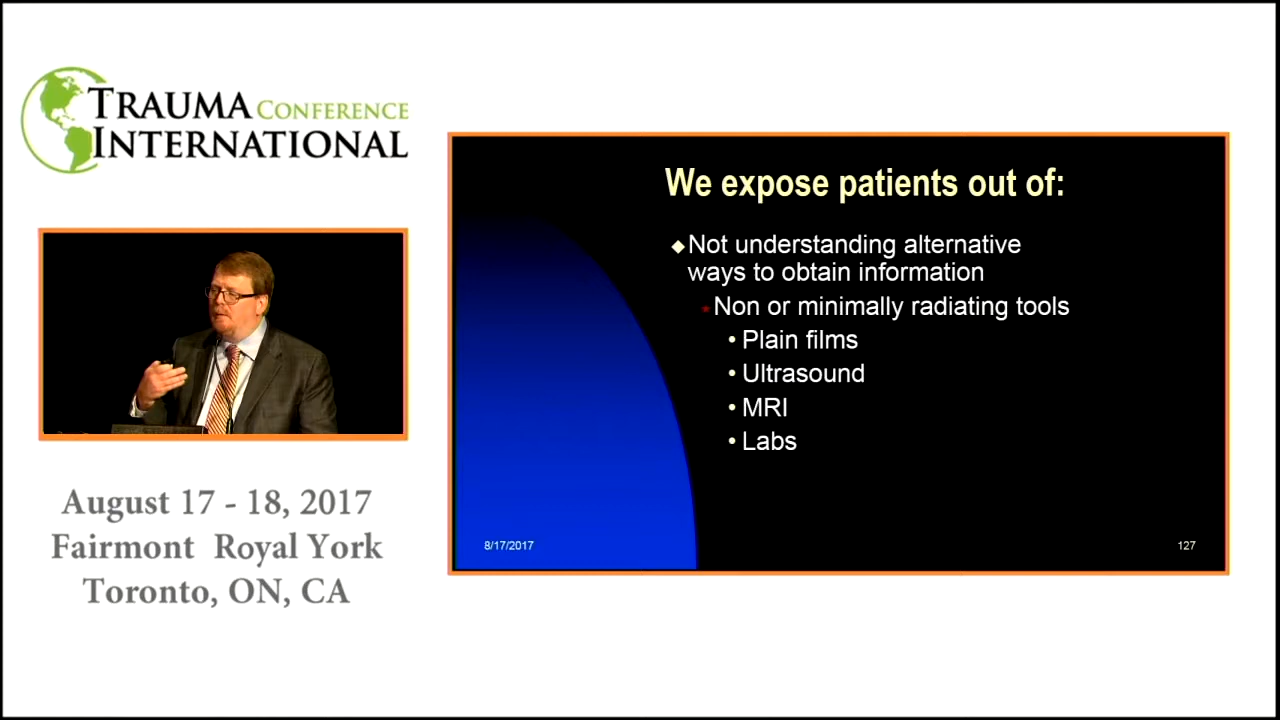 TRAUMA CONFERENCE
INTERNATIONAL
August 17 - 18, 2017
Fairmont Royal York
Toronto, ON, CA
We expose patients out of:
Not understanding alternative
ways to obtain information
Non or minimally radiating tools
• Plain films
• Ultrasound
• MRI
• Labs
8/17/2017
127